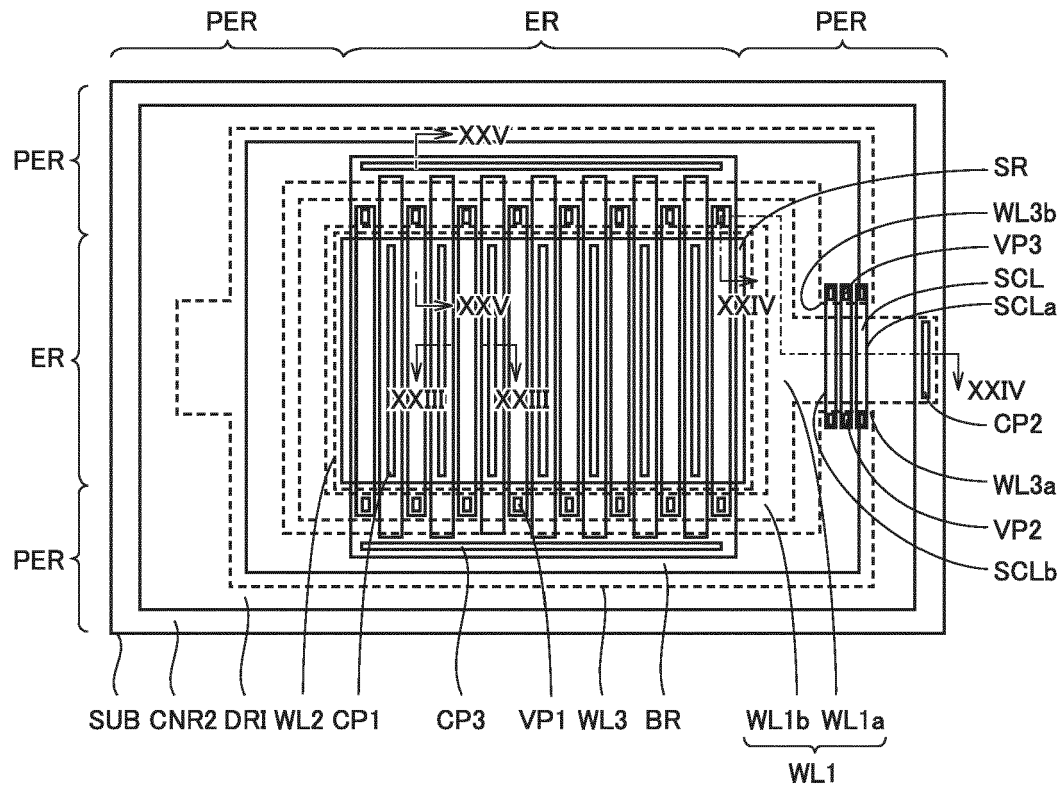 PER ER PER
PER
XXV
SR
WL3b
VP3
SCL
SCLa
XXV
XXIV
ER
XXIII XXIII
XXIV
CP2
WL3a
VP2
PER
SCLb
SUB CNR2 DRI WL2 CP1 CP3 VP1 WL3 BR WL1b WL1a
WL1